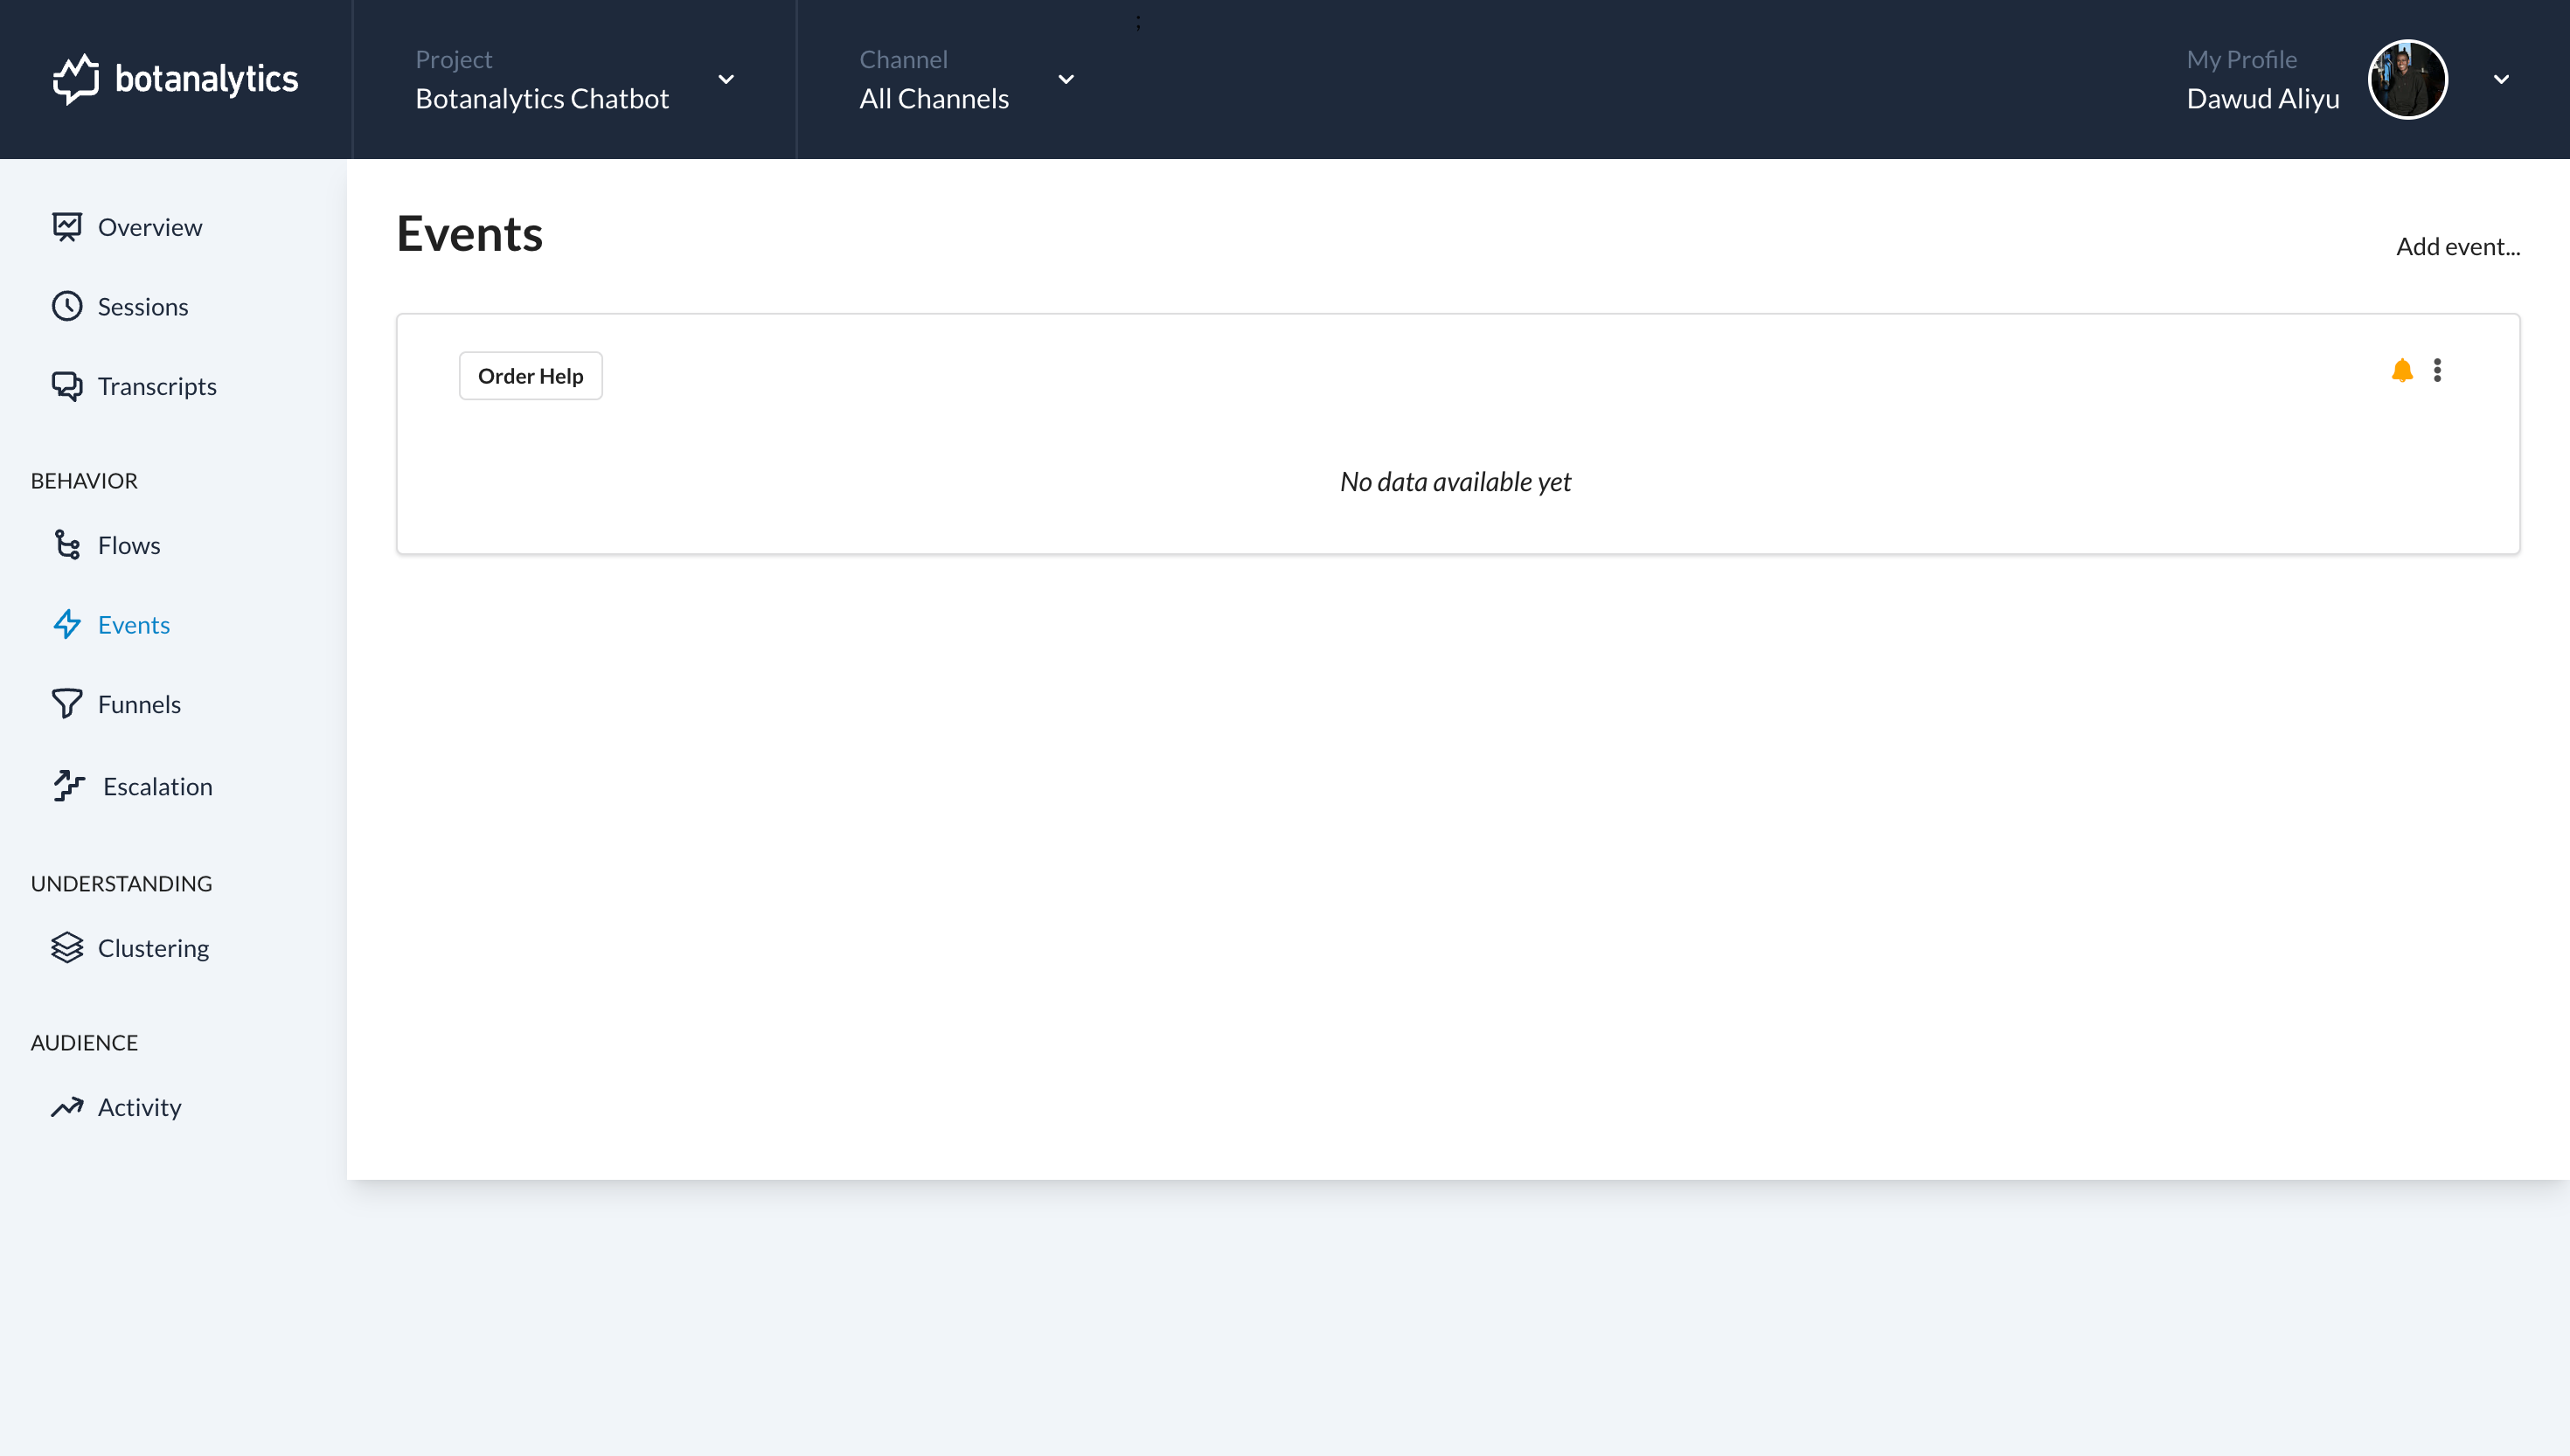 ;
botanalytics
Project
Botanalytics Chatbot
Channel
All Channels
My Profile
Dawud Aliyu
Overview
Sessions
Transcripts
BEHAVIOR
Flows
Events
Funnels
Escalation
UNDERSTANDING
Clustering
AUDIENCE
Activity
Events
Add event...
Order Help
No data available yet